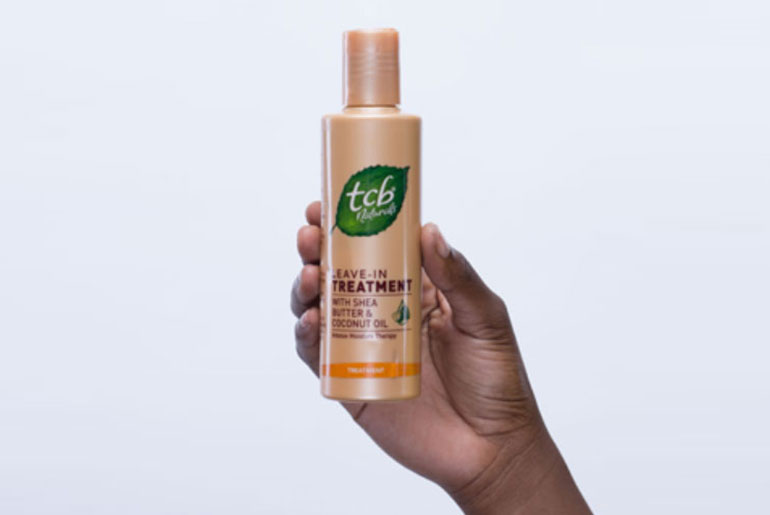 tcb
Naturals
LEAVE-IN
TREATMENT
WITH SHEA
BUTTER &
COCONUT OIL
Intense Moisture Therapy
TREATMENT